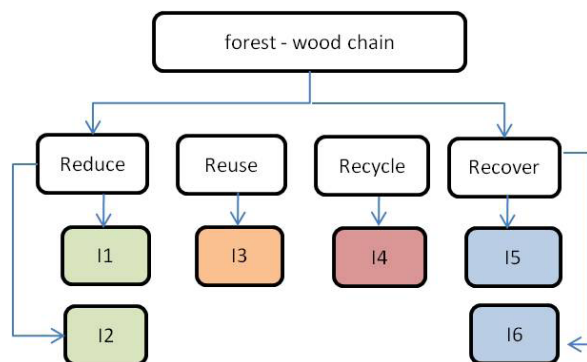 forest - wood chain
Reduce
Reuse
Recycle
Recover
I1
I3
I4
I5
I2
I6